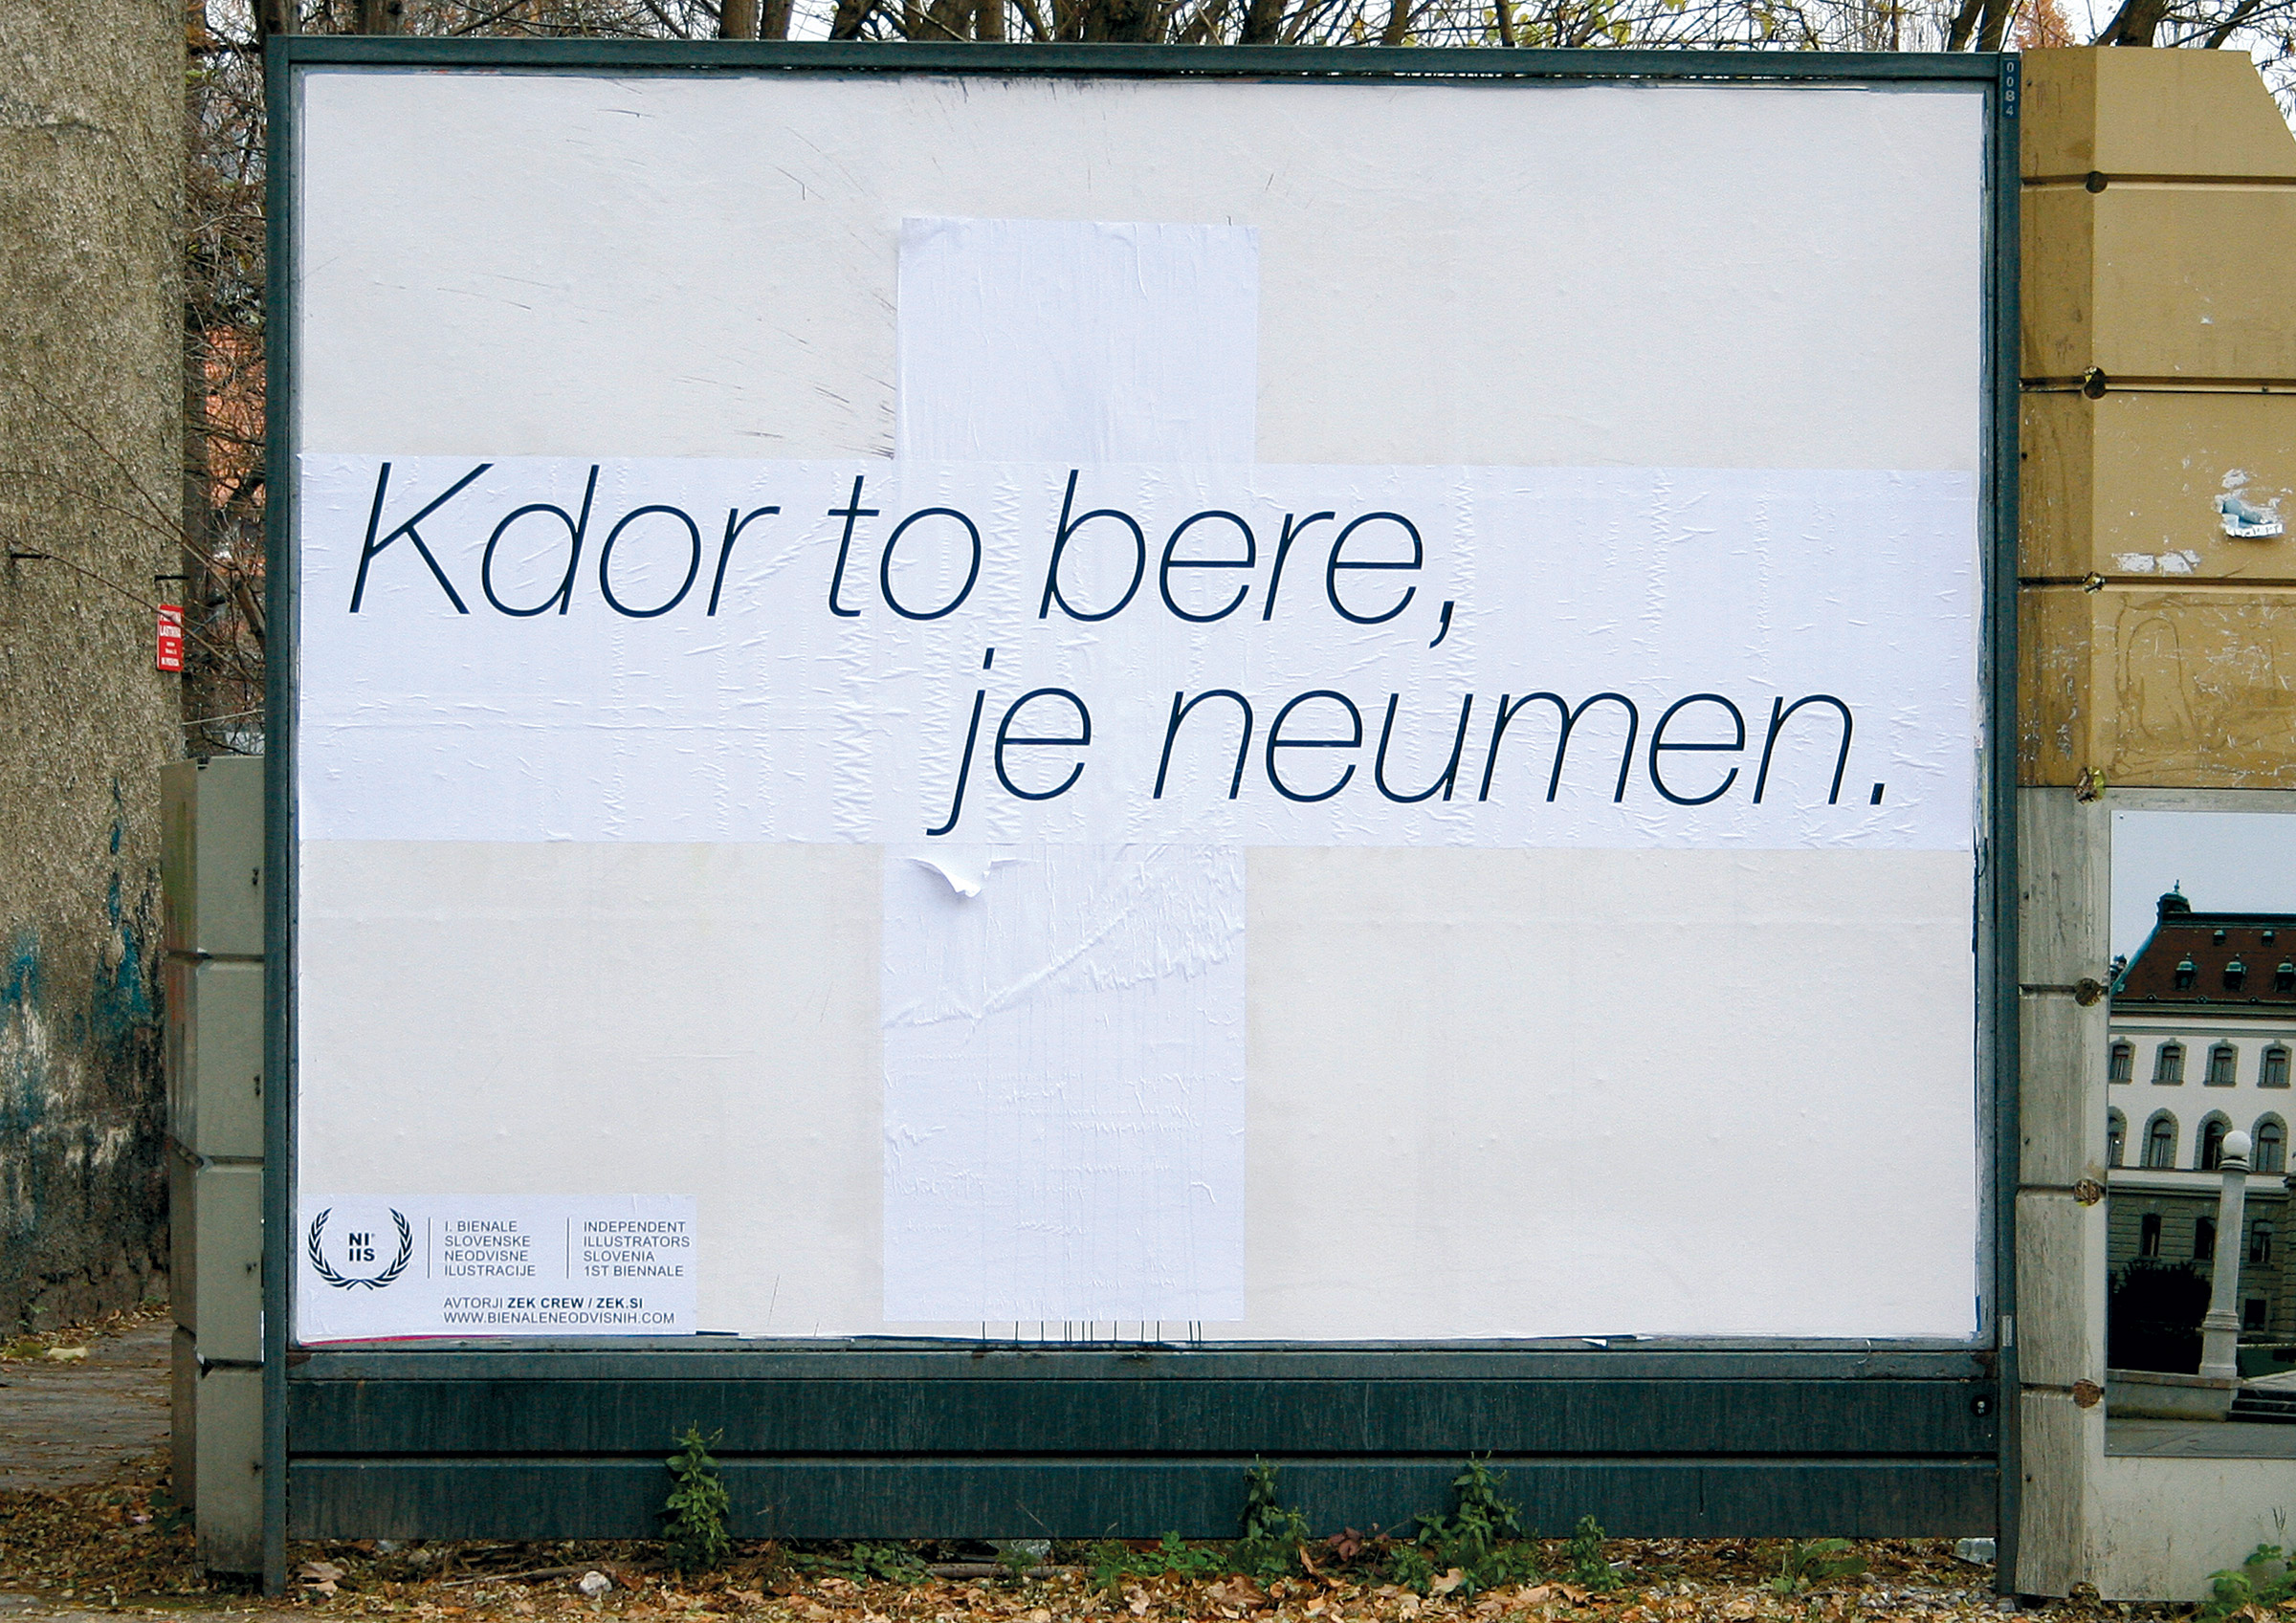 Kdor to bere,
je neumen.
NI
IIS
I. BIENALE
SLOVENSKE
NEODVISNE
ILUSTRACIJE
INDEPENDENT
ILLUSTRATORS
SLOVENIA
1ST BIENNALE
AVTORJI ZEK CREW / ZEK.SI
WWW.BIENALENEODVISNIH.COM
0084
LASTNINA